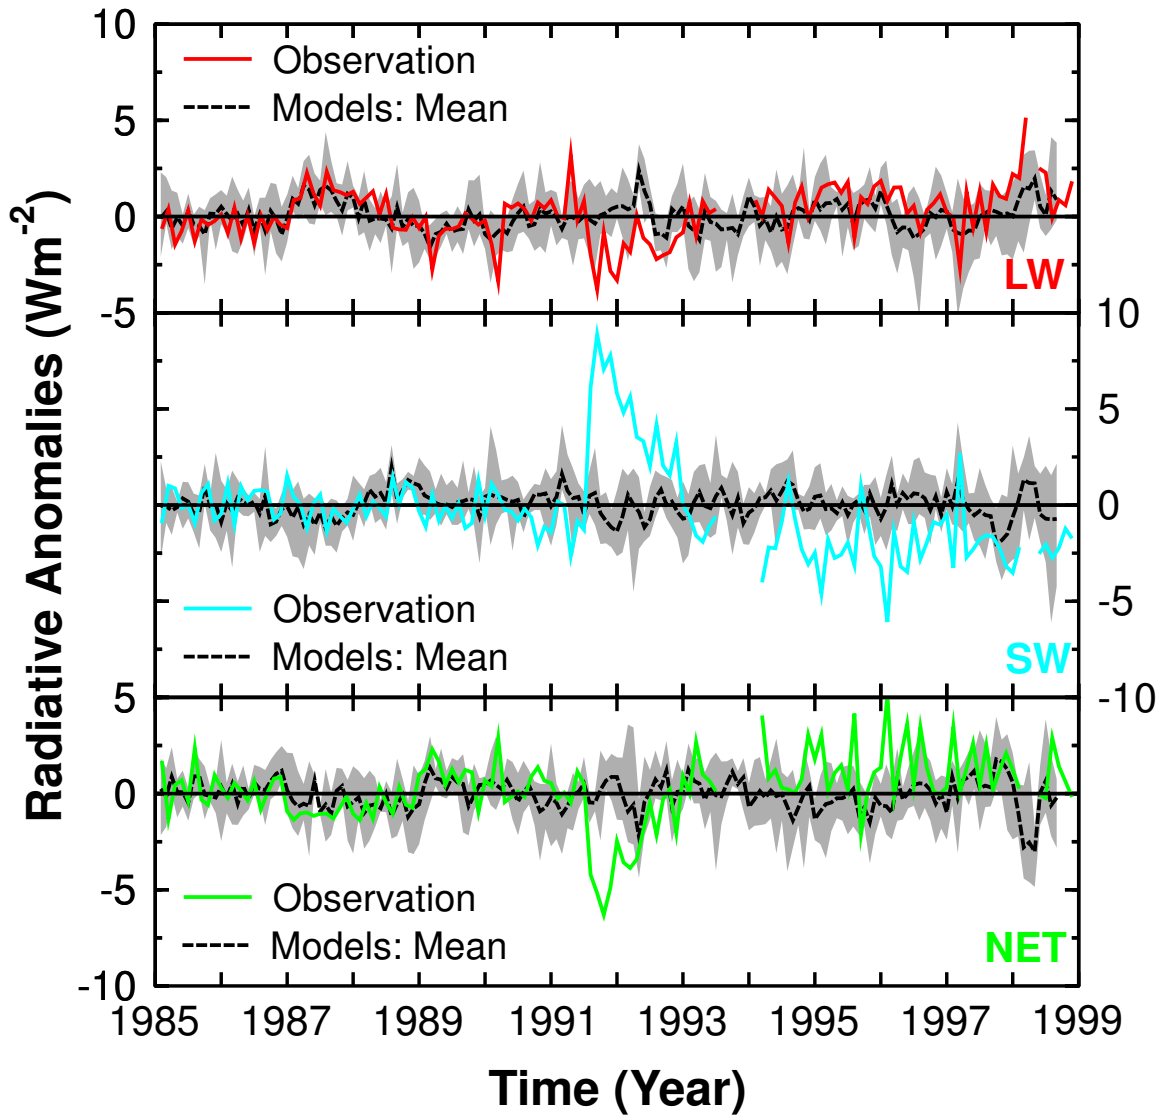 10
Observation
Models: Mean
5
0
LW
-5
10
5
0
-5
Observation
Models: Mean
SW
5
-10
0
-5
Observation
Models: Mean
NET
-10
1985
1987
1989
1991
1993
1995
1997
1999
Time (Year)
Radiative Anomalies (Wm-2)